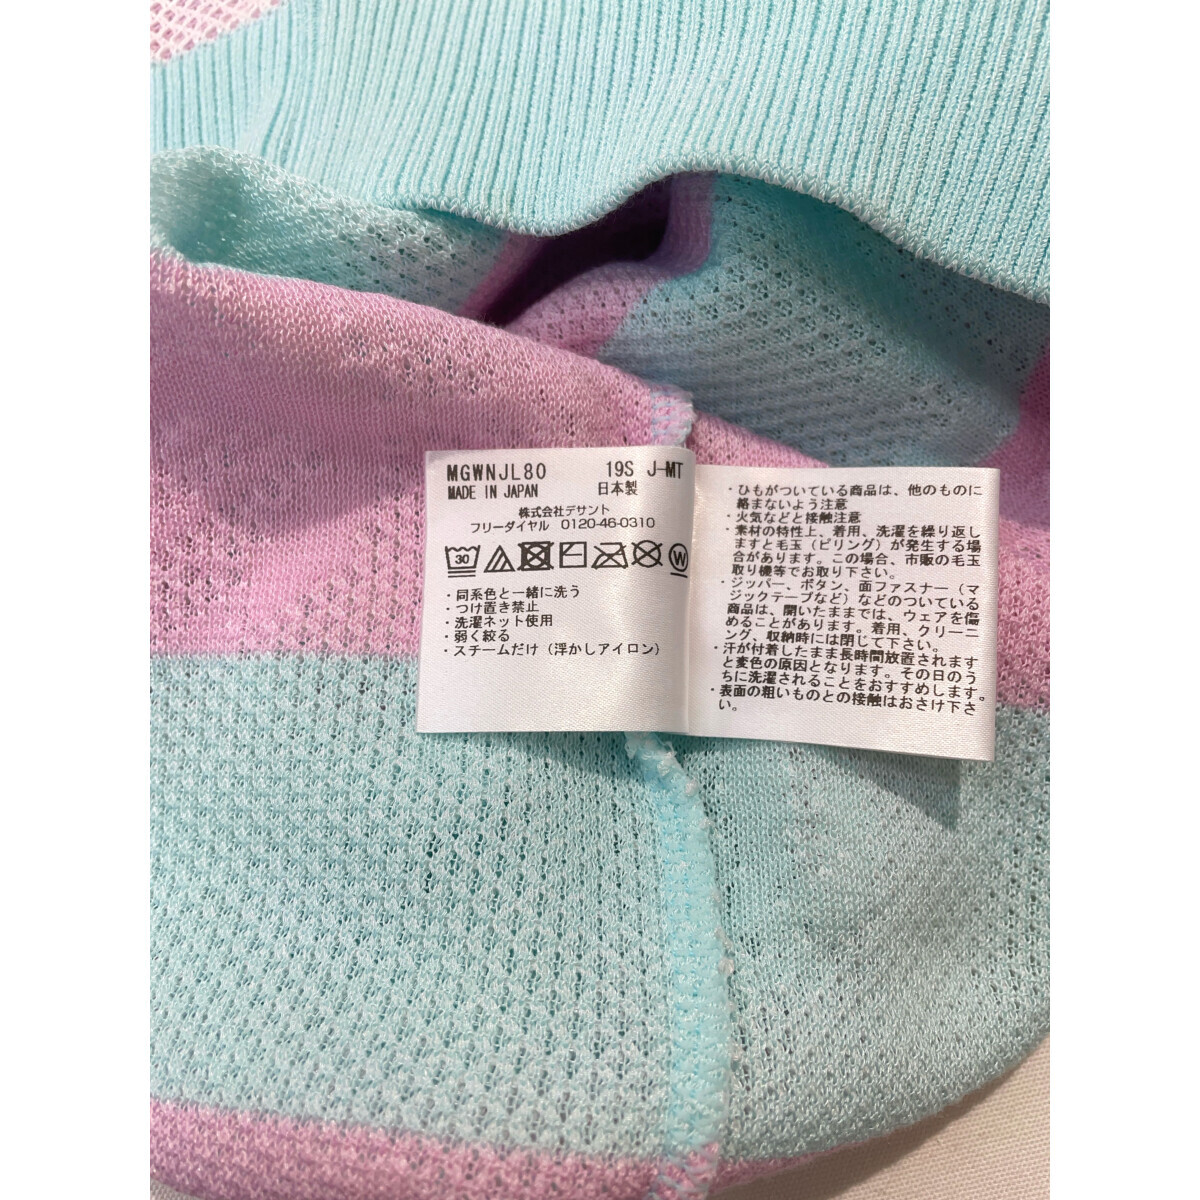 MGWNJL80 19S J-MT
MADE IN JAPAN 日本製
株式会社デサント
フリーダイヤル 0120-46-0310
30 W
・同系色と一緒に洗う
・つけ置き禁止
・洗濯ネット使用
・弱く絞る
・スチームだけ（浮かしアイロン）
・ひもがついている商品は、他のものに
絡まないよう注意
・火気などと接触注意
・素材の特性上、着用、洗濯を繰り返し
ますと毛玉（ピリング）が発生する場
合があります。この場合、市販の毛玉
取り機等でお取り下さい。
・ジッパー、ボタン、面ファスナー（マ
ジックテープなど）などのついている
商品は、開いたままでは、ウェアを傷
めることがあります。着用、クリーニ
ング、収納時には閉じて下さい。
・汗が付着したまま長時間放置されます
と変色の原因となります。その日のう
ちに洗濯されることをおすすめします。
・表面の粗いものとの接触はおさけ下さ
い。